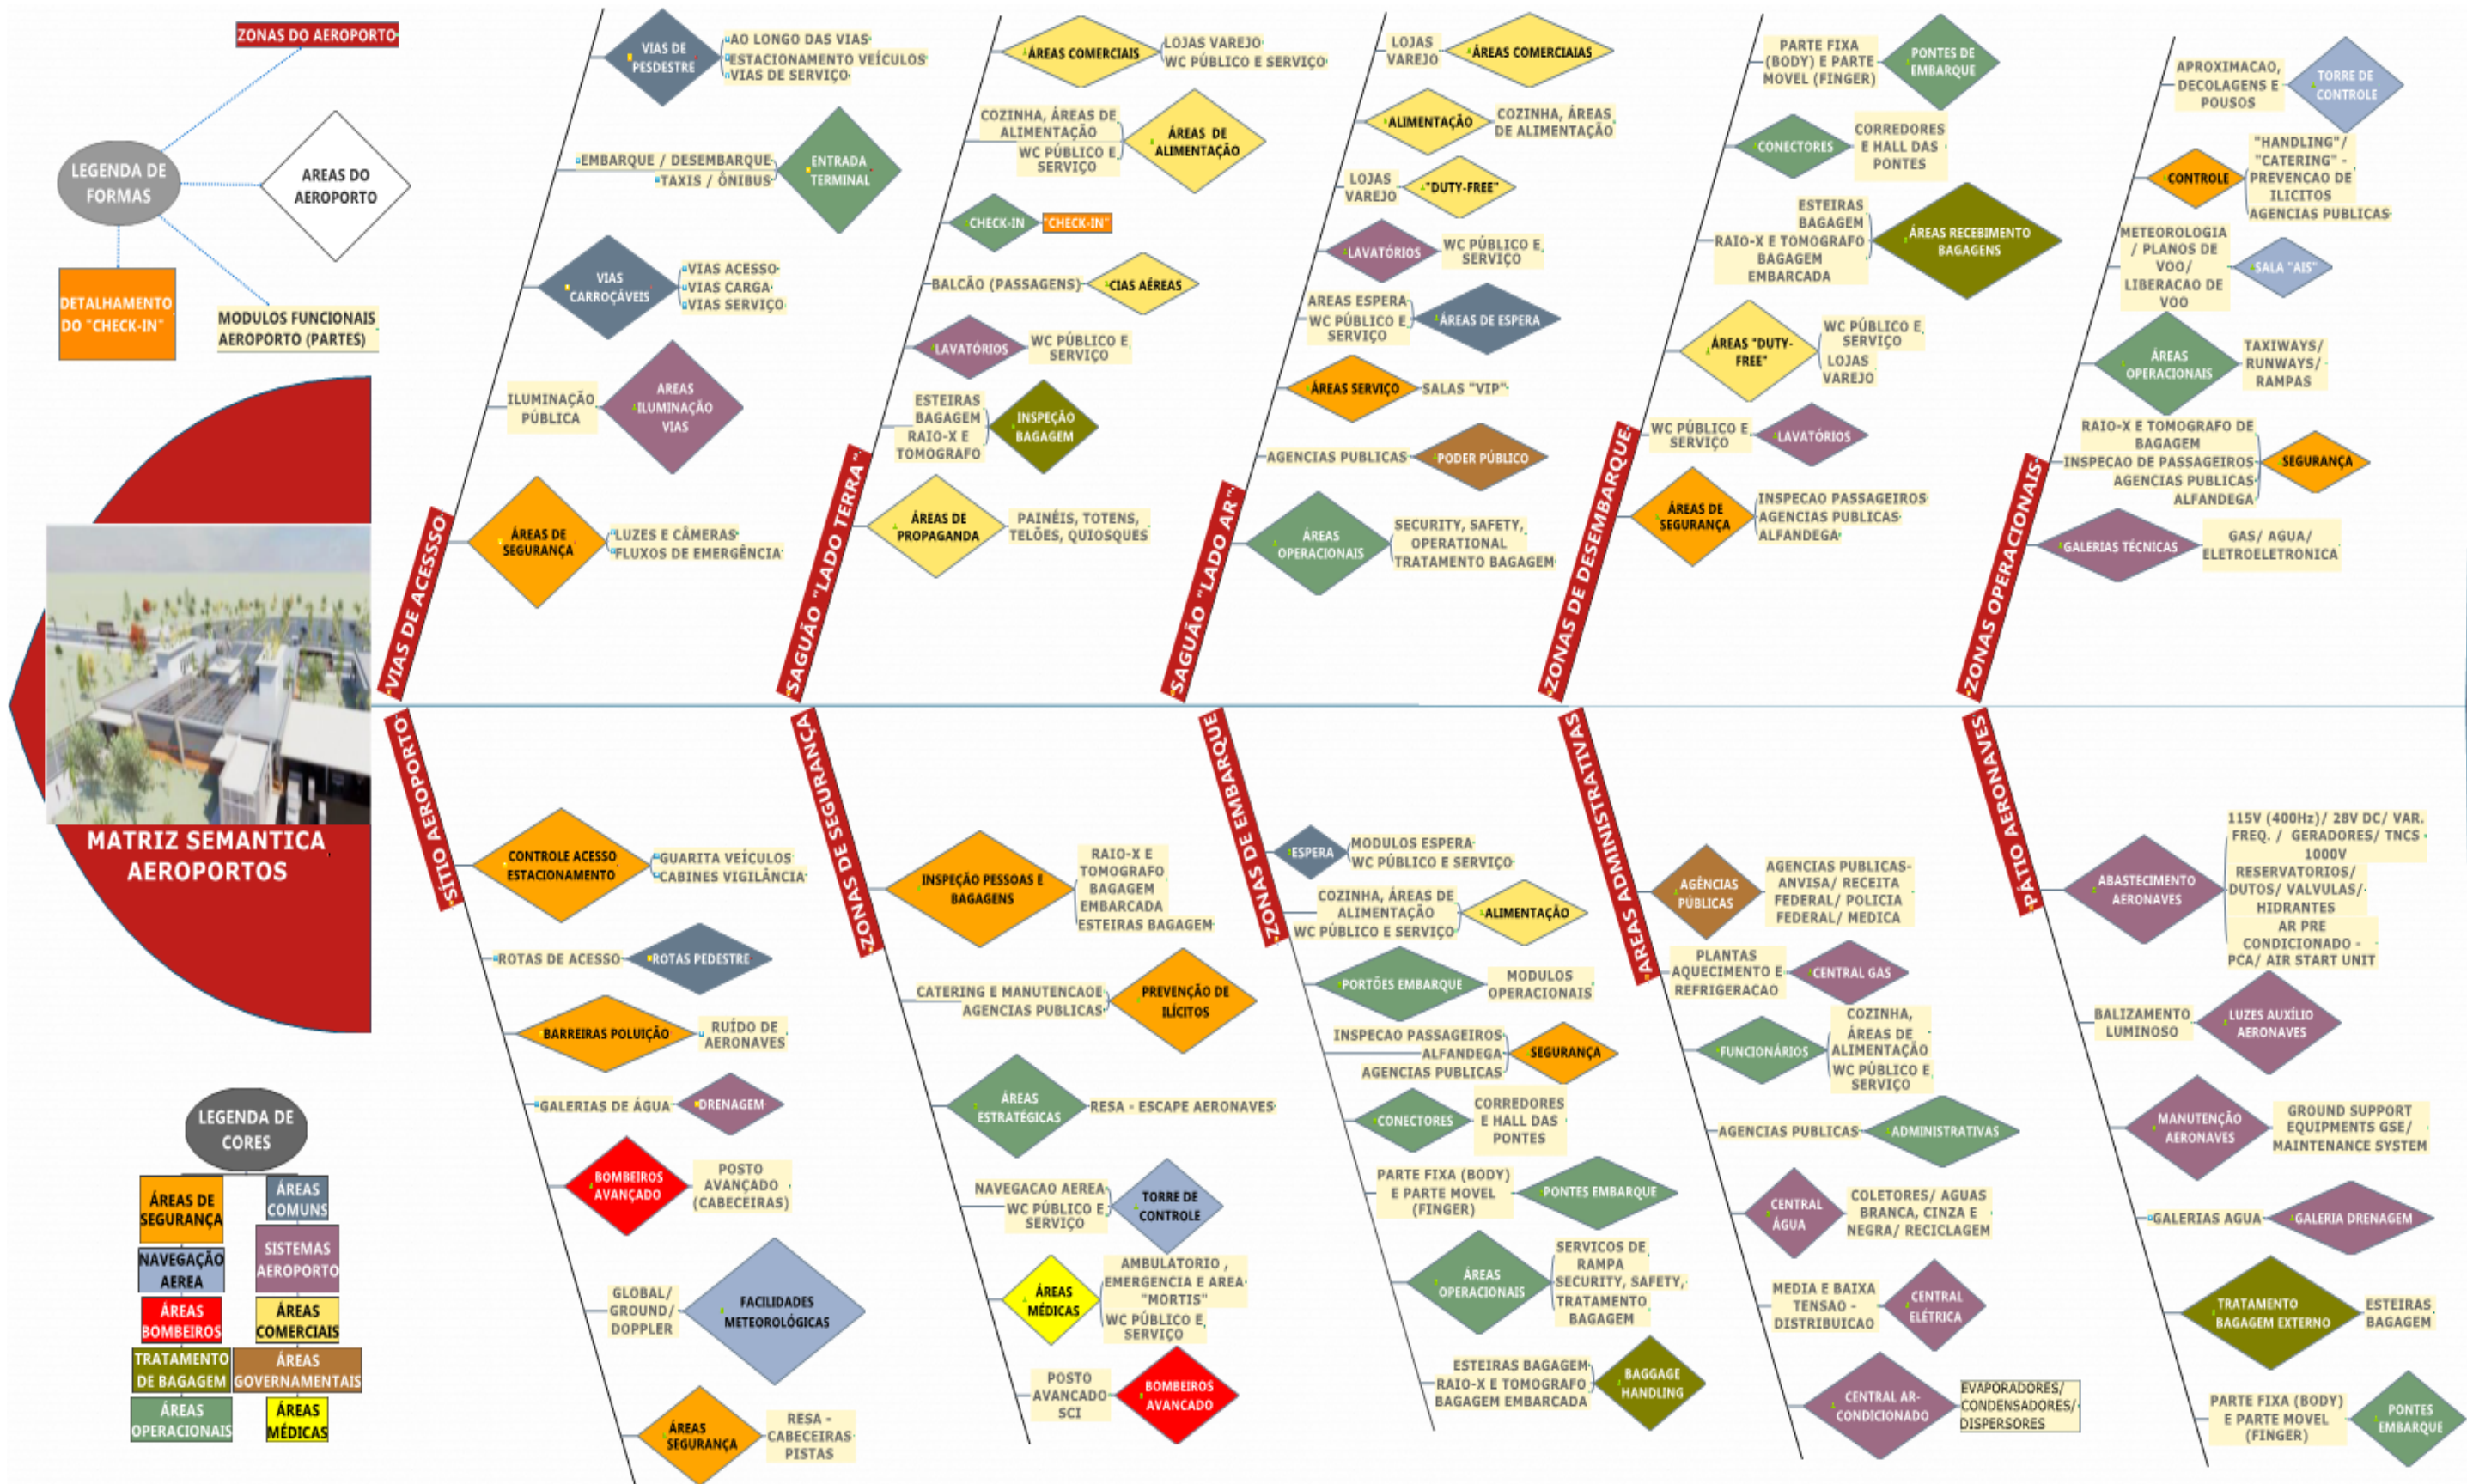 ZONAS DO AEROPORTO
LEGENDA DE
FORMAS
AREAS DO
AEROPORTO
DETALHAMENTO
DO "CHECK-IN"
MODULOS FUNCIONAIS
AEROPORTO (PARTES)
MATRIZ SEMANTICA
AEROPORTOS
LEGENDA DE
CORES
ÁREAS DE
SEGURANÇA
ÁREAS
COMUNS
NAVEGAÇÃO
AEREA
SISTEMAS
AEROPORTO
ÁREAS
BOMBEIROS
ÁREAS
COMERCIAIS
TRATAMENTO
DE BAGAGEM
ÁREAS
GOVERNAMENTAIS
ÁREAS
OPERACIONAIS
ÁREAS
MÉDICAS
VIAS DE ACESSSO
VIAS DE
PESDESTRE
AO LONGO DAS VIAS
ESTACIONAMENTO VEÍCULOS
VIAS DE SERVIÇO
EMBARQUE / DESEMBARQUE
TAXIS / ÔNIBUS
ENTRADA
TERMINAL
VIAS
CARROÇÁVEIS
VIAS ACESSO
VIAS CARGA
VIAS SERVIÇO
ILUMINAÇÃO
PÚBLICA
AREAS
ILUMINAÇÃO
VIAS
ÁREAS DE
SEGURANÇA
LUZES E CÂMERAS
FLUXOS DE EMERGÊNCIA
SAGUÃO "LADO TERRA"
ÁREAS COMERCIAIS
LOJAS VAREJO
WC PÚBLICO E SERVIÇO
COZINHA, ÁREAS DE
ALIMENTAÇÃO
WC PÚBLICO E
SERVIÇO
ÁREAS DE
ALIMENTAÇÃO
CHECK-IN
"CHECK-IN"
BALCÃO (PASSAGENS)
CIAS AÉREAS
LAVATÓRIOS
WC PÚBLICO E
SERVIÇO
ESTEIRAS
BAGAGEM
RAIO-X E
TOMOGRAFO
INSPEÇÃO
BAGAGEM
ÁREAS DE
PROPAGANDA
PAINÉIS, TOTENS,
TELÕES, QUIOSQUES
SAGUÃO "LADO AR"
LOJAS
VAREJO
ÁREAS COMERCIAIAS
ALIMENTAÇÃO
COZINHA, ÁREAS
DE ALIMENTAÇÃO
LOJAS
VAREJO
"DUTY-FREE"
LAVATÓRIOS
WC PÚBLICO E
SERVIÇO
AREAS ESPERA
WC PÚBLICO E
SERVIÇO
ÁREAS DE ESPERA
ÁREAS SERVIÇO
SALAS "VIP"
AGENCIAS PUBLICAS
PODER PÚBLICO
ÁREAS
OPERACIONAIS
SECURITY, SAFETY,
OPERATIONAL
TRATAMENTO BAGAGEM
ZONAS DE DESEMBARQUE
PARTE FIXA
(BODY) E PARTE
MOVEL (FINGER)
PONTES DE
EMBARQUE
CONECTORES
CORREDORES
E HALL DAS
PONTES
ESTEIRAS
BAGAGEM
RAIO-X E TOMOGRAFO
BAGAGEM
EMBARCADA
ÁREAS RECEBIMENTO
BAGAGENS
ÁREAS "DUTY-
FREE"
WC PÚBLICO E
SERVIÇO
LOJAS
VAREJO
WC PÚBLICO E
SERVIÇO
LAVATÓRIOS
ÁREAS DE
SEGURANÇA
INSPECAO PASSAGEIROS
AGENCIAS PUBLICAS
ALFANDEGA
ZONAS OPERACIONAIS
APROXIMACAO,
DECOLAGENS E
POUSOS
TORRE DE
CONTROLE
CONTROLE
"HANDLING"/
"CATERING" -
PREVENCAO DE
ILICITOS
AGENCIAS PUBLICAS
METEOROLOGIA
/ PLANOS DE
VOO/
LIBERACAO DE
VOO
SALA "AIS"
ÁREAS
OPERACIONAIS
TAXIWAYS/
RUNWAYS/
RAMPAS
RAIO-X E TOMOGRAFO DE
BAGAGEM
INSPECAO DE PASSAGEIROS
AGENCIAS PUBLICAS
ALFANDEGA
SEGURANÇA
GALERIAS TÉCNICAS
GAS/ AGUA/
ELETROELETRONICA
SÍTIO AEROPORTO
CONTROLE ACESSO
ESTACIONAMENTO
GUARITA VEÍCULOS
CABINES VIGILÂNCIA
ROTAS DE ACESSO
ROTAS PEDESTRE
BARREIRAS POLUIÇÃO
RUÍDO DE
AERONAVES
GALERIAS DE ÁGUA
DRENAGEM
BOMBEIROS
AVANÇADO
POSTO
AVANÇADO
(CABECEIRAS)
GLOBAL/
GROUND/
DOPPLER
FACILIDADES
METEOROLÓGICAS
ÁREAS
SEGURANÇA
RESA -
CABECEIRAS
PISTAS
ZONAS DE SEGURANÇA
INSPEÇÃO PESSOAS E
BAGAGENS
RAIO-X E
TOMOGRAFO
BAGAGEM
EMBARCADA
ESTEIRAS BAGAGEM
CATERING E MANUTENCAOE
AGENCIAS PUBLICAS
PREVENÇÃO DE
ILÍCITOS
ÁREAS
ESTRATÉGICAS
RESA - ESCAPE AERONAVES
NAVEGACAO AEREA
WC PÚBLICO E
SERVIÇO
TORRE DE
CONTROLE
ÁREAS
MÉDICAS
AMBULATORIO ,
EMERGENCIA E AREA
"MORTIS"
WC PÚBLICO E
SERVIÇO
POSTO
AVANCADO
SCI
BOMBEIROS
AVANCADO
ZONAS DE EMBARQUE
ESPERA
MODULOS ESPERA
WC PÚBLICO E SERVIÇO
COZINHA, ÁREAS DE
ALIMENTAÇÃO
WC PÚBLICO E SERVIÇO
ALIMENTAÇÃO
PORTÕES EMBARQUE
MODULOS
OPERACIONAIS
INSPECAO PASSAGEIROS
ALFANDEGA
AGENCIAS PUBLICAS
SEGURANÇA
CONECTORES
CORREDORES
E HALL DAS
PONTES
PARTE FIXA (BODY)
E PARTE MOVEL
(FINGER)
PONTES EMBARQUE
ÁREAS
OPERACIONAIS
SERVICOS DE
RAMPA
SECURITY, SAFETY,
TRATAMENTO
BAGAGEM
ESTEIRAS BAGAGEM
RAIO-X E TOMOGRAFO
BAGAGEM EMBARCADA
BAGGAGE
HANDLING
AREAS ADMINISTRATIVAS
AGÊNCIAS
PÚBLICAS
AGENCIAS PUBLICAS-
ANVISA/ RECEITA
FEDERAL/ POLICIA
FEDERAL/ MEDICA
PLANTAS
AQUECIMENTO E
REFRIGERACAO
CENTRAL GAS
FUNCIONÁRIOS
COZINHA,
ÁREAS DE
ALIMENTAÇÃO
WC PÚBLICO E
SERVIÇO
AGENCIAS PUBLICAS
ADMINISTRATIVAS
CENTRAL
ÁGUA
COLETORES/ AGUAS
BRANCA, CINZA E
NEGRA/ RECICLAGEM
MEDIA E BAIXA
TENSAO -
DISTRIBUICAO
CENTRAL
ELÉTRICA
CENTRAL AR-
CONDICIONADO
EVAPORADORES/
CONDENSADORES/
DISPERSORES
PÁTIO AERONAVES
ABASTECIMENTO
AERONAVES
115V (400Hz)/ 28V DC/ VAR.
FREQ. / GERADORES/ TNCS
1000V
RESERVATORIOS/
DUTOS/ VALVULAS/
HIDRANTES
AR PRE
CONDICIONADO -
PCA/ AIR START UNIT
BALIZAMENTO
LUMINOSO
LUZES AUXÍLIO
AERONAVES
MANUTENÇÃO
AERONAVES
GROUND SUPPORT
EQUIPMENTS GSE/
MAINTENANCE SYSTEM
GALERIAS AGUA
GALERIA DRENAGEM
TRATAMENTO
BAGAGEM EXTERNO
ESTEIRAS
BAGAGEM
PARTE FIXA (BODY)
E PARTE MOVEL
(FINGER)
PONTES
EMBARQUE